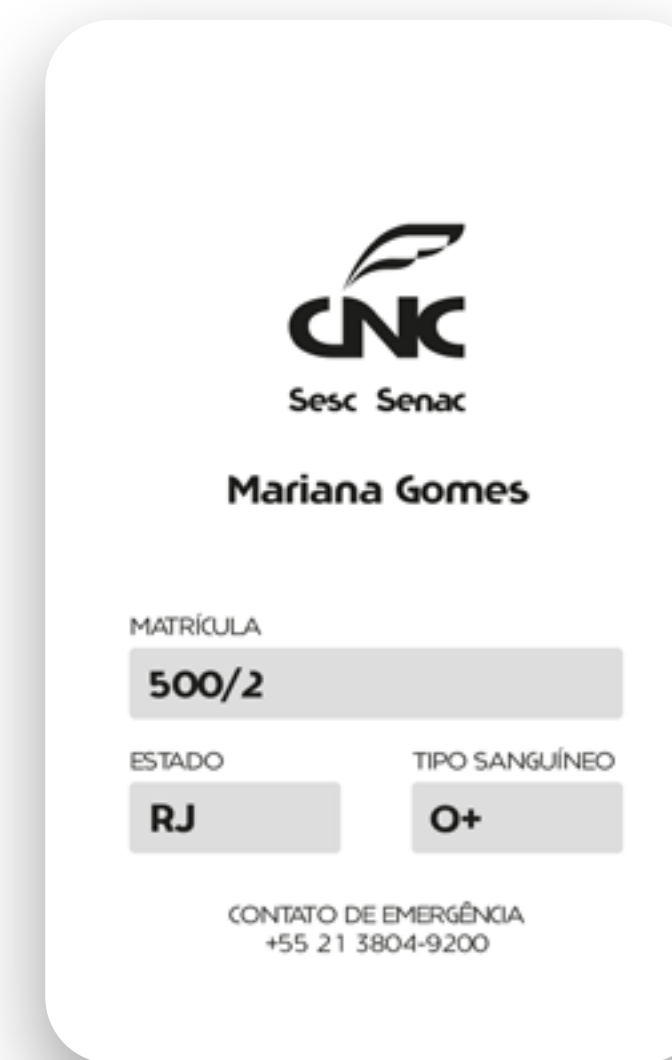 CNC
Sesc Senac
Mariana Gomes
MATRÍCULA
500/2
ESTADO TIPO SANGUÍNEO
RJ O+
CONTATO DE EMERGÊNCIA
+55 21 3804-9200